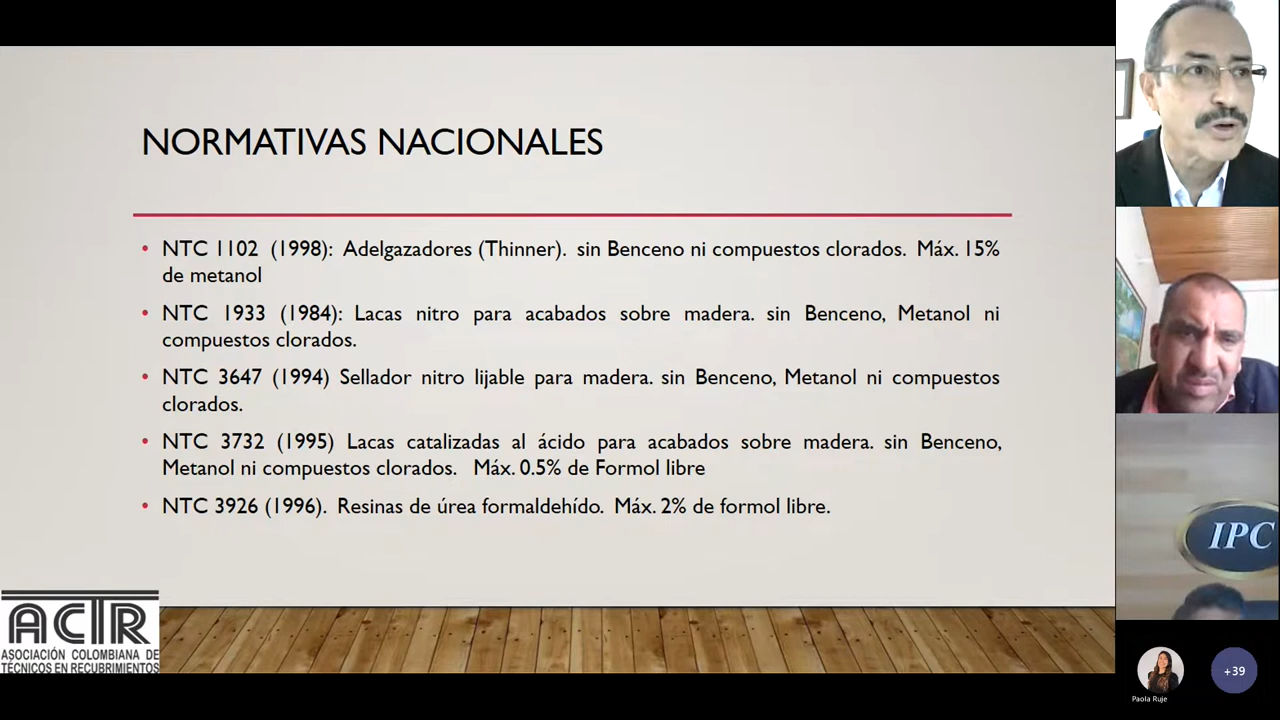 NORMATIVAS NACIONALES
• NTC 1102 (1998): Adelgazadores (Thinner). sin Benceno ni compuestos clorados. Máx. 15%
de metanol
• NTC 1933 (1984): Lacas nitro para acabados sobre madera. sin Benceno, Metanol ni
compuestos clorados.
• NTC 3647 (1994) Sellador nitro lijable para madera. sin Benceno, Metanol ni compuestos
clorados.
• NTC 3732 (1995) Lacas catalizadas al ácido para acabados sobre madera. sin Benceno,
Metanol ni compuestos clorados. Máx. 0.5% de Formol libre
• NTC 3926 (1996). Resinas de úrea formaldehído. Máx. 2% de formol libre.
ACTR
ASOCIACIÓN COLOMBIANA DE
TÉCNICOS EN RECUBRIMIENTOS
IPC
Paola Ruje
+39